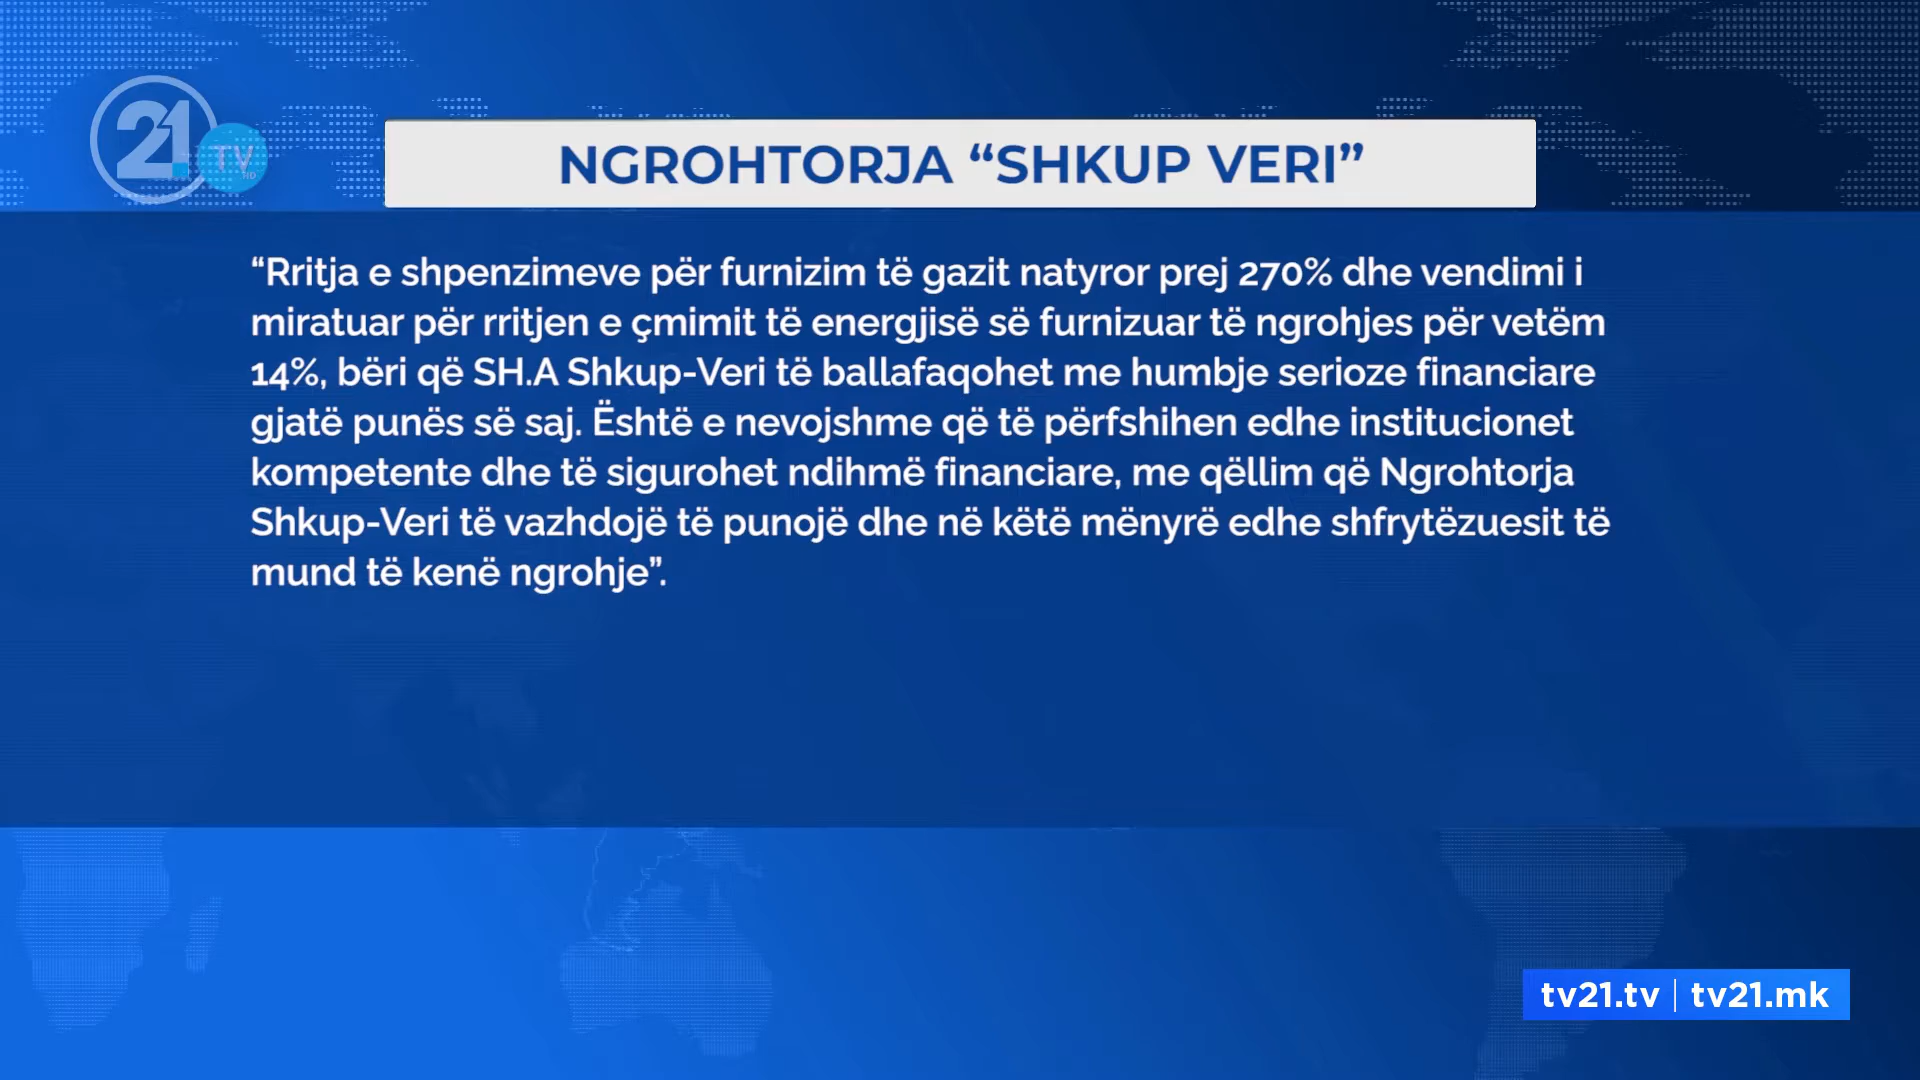 21
TV
HD
NGROHTORJA “SHKUP VERI”
“Rritja e shpenzimeve për furnizim të gazit natyror prej 270% dhe vendimi i
miratuar për rritjen e çmimit të energjisë së furnizuar të ngrohjes për vetëm
14%, bëri që SH.A Shkup-Veri të ballafaqohet me humbje serioze financiare
gjatë punës së saj. Është e nevojshme që të përfshihen edhe institucionet
kompetente dhe të sigurohet ndihmë financiare, me qëllim që Ngrohtorja
Shkup-Veri të vazhdojë të punojë dhe në këtë mënyrë edhe shfrytëzuesit të
mund të kenë ngrohje”.
tv21.tv | tv21.mk